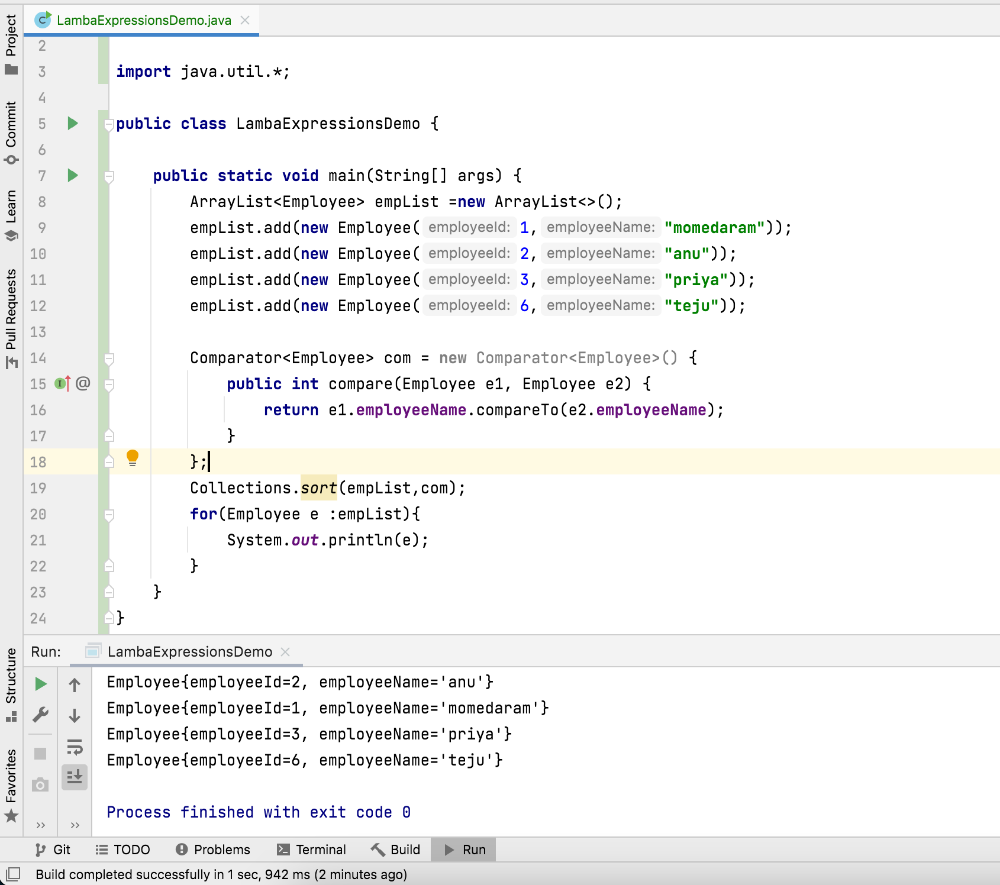 Project
Commit
Learn
Pull Requests
Structure
Favorites
C LambaExpressionsDemo.java
2
3 import java.util.*;
4
5 public class LambaExpressionsDemo {
6
7 public static void main(String[] args) {
8 ArrayList<Employee> empList =new ArrayList<>();
9 empList.add(new Employee( employeeId: 1, employeeName: "momedaram"));
10 empList.add(new Employee( employeeId: 2, employeeName: "anu"));
11 empList.add(new Employee( employeeId: 3, employeeName: "priya"));
12 empList.add(new Employee( employeeId: 6, employeeName: "teju"));
13
14 Comparator<Employee> com = new Comparator<Employee>() {
15 I @ public int compare(Employee e1, Employee e2) {
16 return e1.employeeName.compareTo(e2.employeeName);
17 }
18 };
19 Collections.sort(empList,com);
20 for(Employee e :empList){
21 System.out.println(e);
22 }
23 }
24 }
Run: LambaExpressionsDemo
Employee{employeeId=2, employeeName='anu'}
Employee{employeeId=1, employeeName='momedaram'}
Employee{employeeId=3, employeeName='priya'}
Employee{employeeId=6, employeeName='teju'}
Process finished with exit code 0
Git TODO Problems Terminal Build Run
Build completed successfully in 1 sec, 942 ms (2 minutes ago)